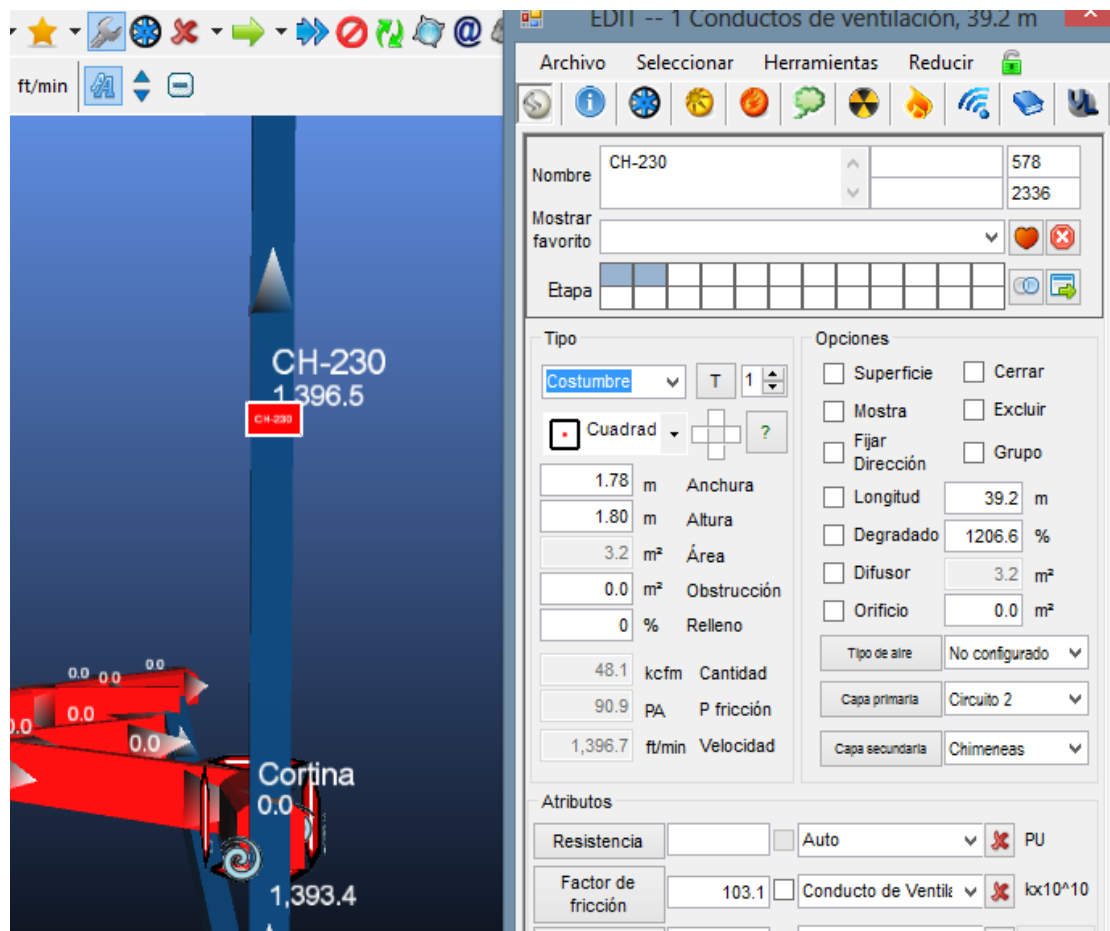 EDIT -- 1 Conductos de ventilación, 39.2 m
ft/min
Archivo Seleccionar Herramientas Reducir
Nombre CH-230 578
2336
Mostrar favorito
Etapa
CH-230
1,396.5
CH-230
0.0 0.0 0.0
0.0
0.0
0.0
Cortina
0.0
1,393.4
Tipo
Costumbre T 1
Cuadrad ?
1.78 m Anchura
1.80 m Altura
3.2 m² Área
0.0 m² Obstrucción
0 % Relleno
48.1 kcfm Cantidad
90.9 PA P fricción
1,396.7 ft/min Velocidad
Opciones
Superficie Cerrar
Mostra Excluir
Fijar Dirección Grupo
Longitud 39.2 m
Degradado 1206.6 %
Difusor 3.2 m²
Orificio 0.0 m²
Tipo de aire No configurado
Capa primaria Circuito 2
Capa secundaria Chimeneas
Atributos
Resistencia Auto PU
Factor de fricción 103.1 Conducto de Ventila kx10^10